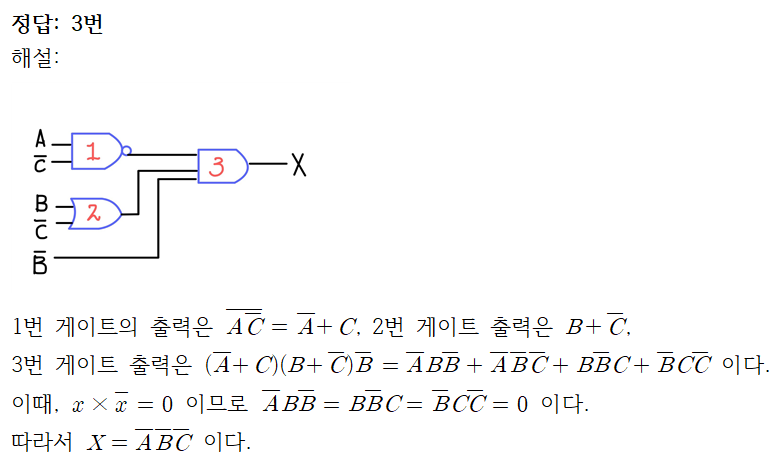 정답: 3번
해설:
A
C̅
1
3
X
B
C̅
2
B̅
1번 게이트의 출력은 $\overline{A\overline{C}} = \overline{A} + C$, 2번 게이트 출력은 $B + \overline{C}$,
3번 게이트 출력은 $(\overline{A} + C)(B + \overline{C})\overline{B} = \overline{A}B\overline{B} + \overline{A}\,\overline{B}\,\overline{C} + B\overline{B}C + \overline{B}C\overline{C}$ 이다.
이때, $x \times \overline{x} = 0$ 이므로 $\overline{A}B\overline{B} = B\overline{B}C = \overline{B}C\overline{C} = 0$ 이다.
따라서 $X = \overline{A}\,\overline{B}\,\overline{C}$ 이다.